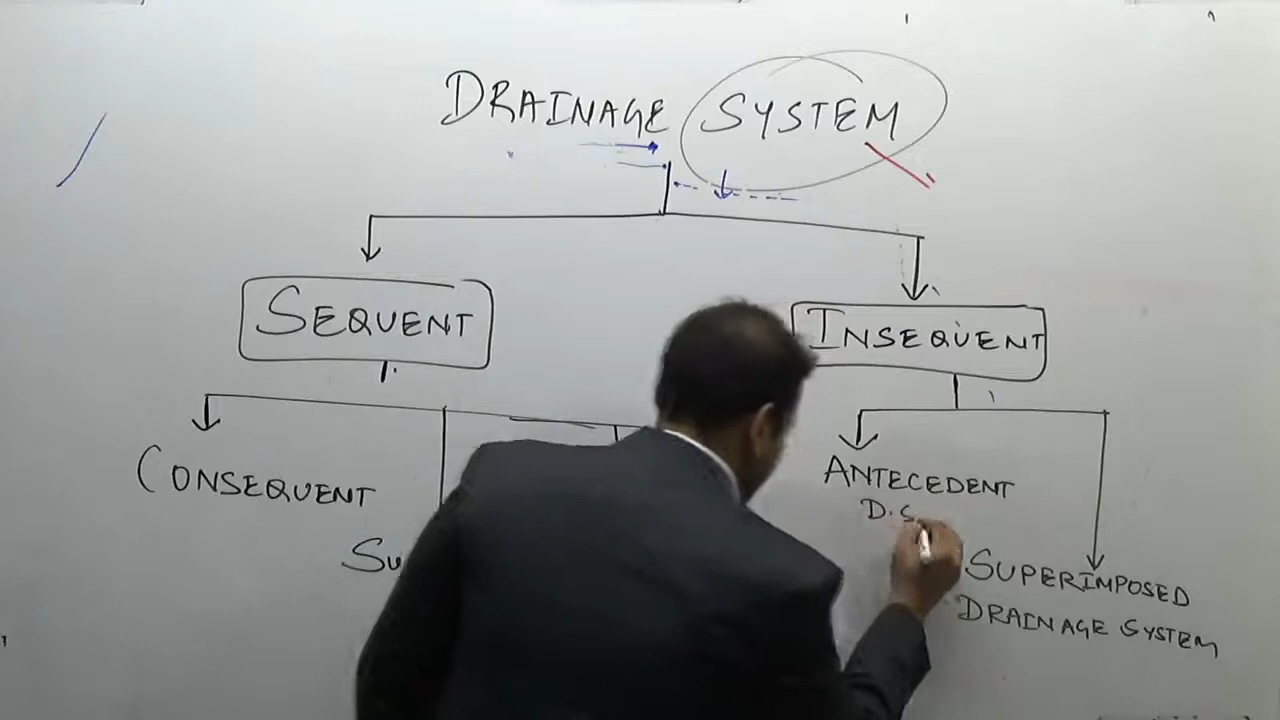 DRAINAGE SYSTEM
SEQUENT
INSEQUENT
CONSEQUENT
ANTECEDENT
D.S
SUPERIMPOSED
DRAINAGE SYSTEM